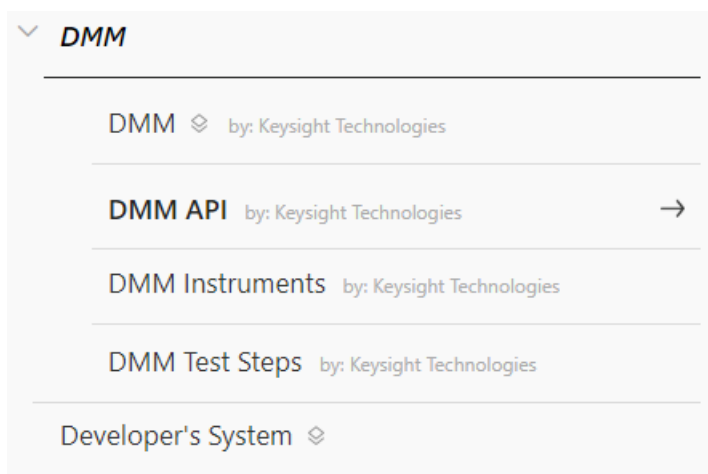 DMM
DMM by: Keysight Technologies
DMM API by: Keysight Technologies
DMM Instruments by: Keysight Technologies
DMM Test Steps by: Keysight Technologies
Developer's System